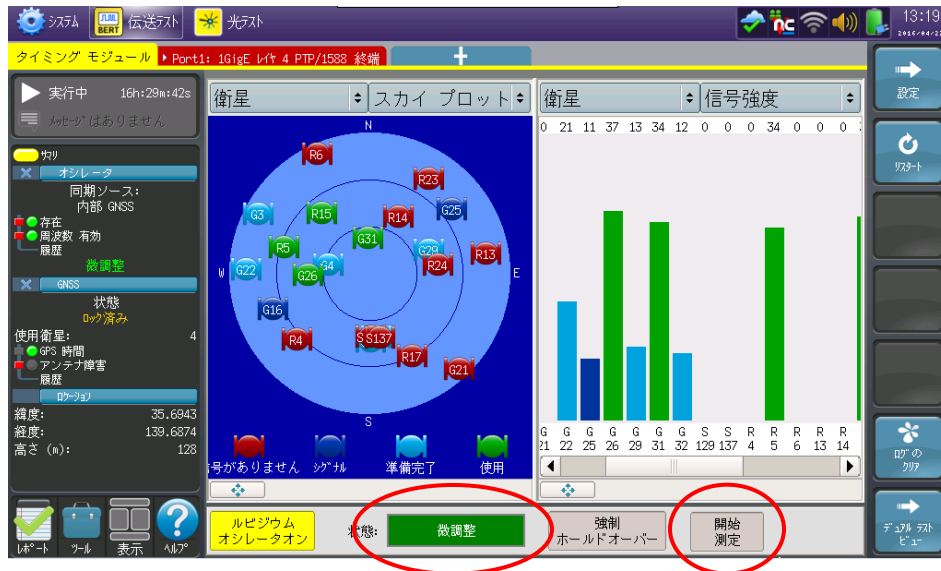 システム
BERT
伝送テスト
光テスト
13:19
タイミング モジュール
Port1: 1GigE レイヤ 4 PTP/1588 終端
+
設定
リスタート
ログの
クリア
デュアル テスト
ビュー
実行中 16h:29m:42s
メッセージはありません
サマリ
オシレータ
同期ソース:
内部 GNSS
存在
周波数 有効
履歴
微調整
GNSS
状態
ロック済み
使用衛星: 4
GPS 時間
アンテナ障害
履歴
ロケーション
緯度: 35.6943
経度: 139.6874
高さ (m): 128
レポート
ツール
表示
ヘルプ
衛星
スカイ プロット
N
R6
R23
G3
R15
R14
G25
G31
R5
G29
R13
W
G22
G26
G4
R24
E
G16
R4
S
S137
R17
G21
S
号がありません
シグナル
準備完了
使用
衛星
信号強度
0 21 11 37 13 34 12 0 0 0 34 0 0 0
G G G G G G G S S R R R R R
21 22 25 26 29 31 32 129 137 4 5 6 13 14
ルビジウム
オシレータオン
状態:
微調整
強制
ホールドオーバー
開始
測定